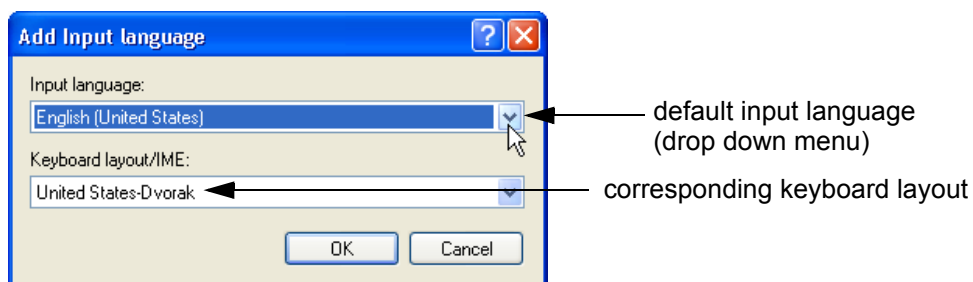 Add Input language
Input language:
English (United States)
default input language
(drop down menu)
Keyboard layout/IME:
United States-Dvorak
corresponding keyboard layout
OK Cancel